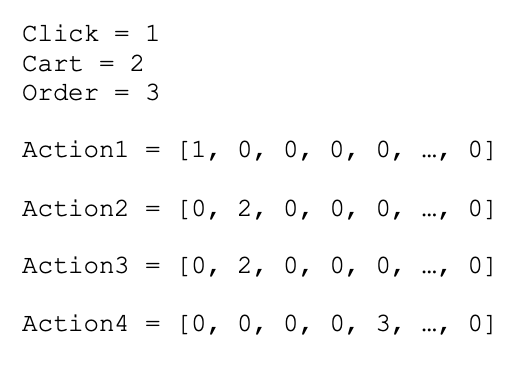 Click = 1
Cart = 2
Order = 3
Action1 = [1, 0, 0, 0, 0, …, 0]
Action2 = [0, 2, 0, 0, 0, …, 0]
Action3 = [0, 2, 0, 0, 0, …, 0]
Action4 = [0, 0, 0, 0, 3, …, 0]